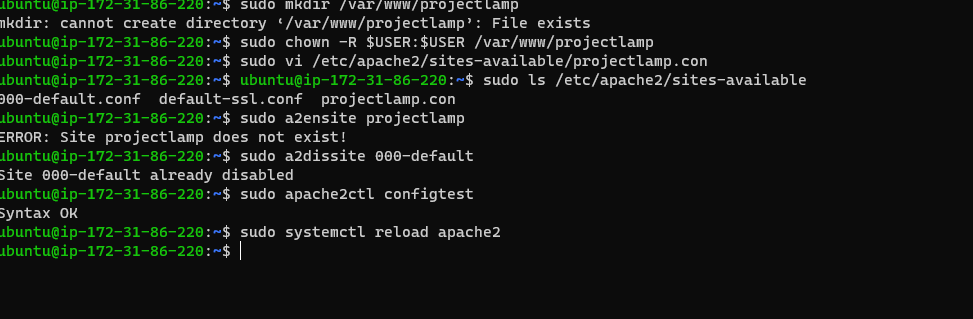 ubuntu@ip-172-31-86-220:~$ sudo mkdir /var/www/projectlamp
mkdir: cannot create directory ‘/var/www/projectlamp’: File exists
ubuntu@ip-172-31-86-220:~$ sudo chown -R $USER:$USER /var/www/projectlamp
ubuntu@ip-172-31-86-220:~$ sudo vi /etc/apache2/sites-available/projectlamp.con
ubuntu@ip-172-31-86-220:~$ ubuntu@ip-172-31-86-220:~$ sudo ls /etc/apache2/sites-available
000-default.conf  default-ssl.conf  projectlamp.con
ubuntu@ip-172-31-86-220:~$ sudo a2ensite projectlamp
ERROR: Site projectlamp does not exist!
ubuntu@ip-172-31-86-220:~$ sudo a2dissite 000-default
Site 000-default already disabled
ubuntu@ip-172-31-86-220:~$ sudo apache2ctl configtest
Syntax OK
ubuntu@ip-172-31-86-220:~$ sudo systemctl reload apache2
ubuntu@ip-172-31-86-220:~$